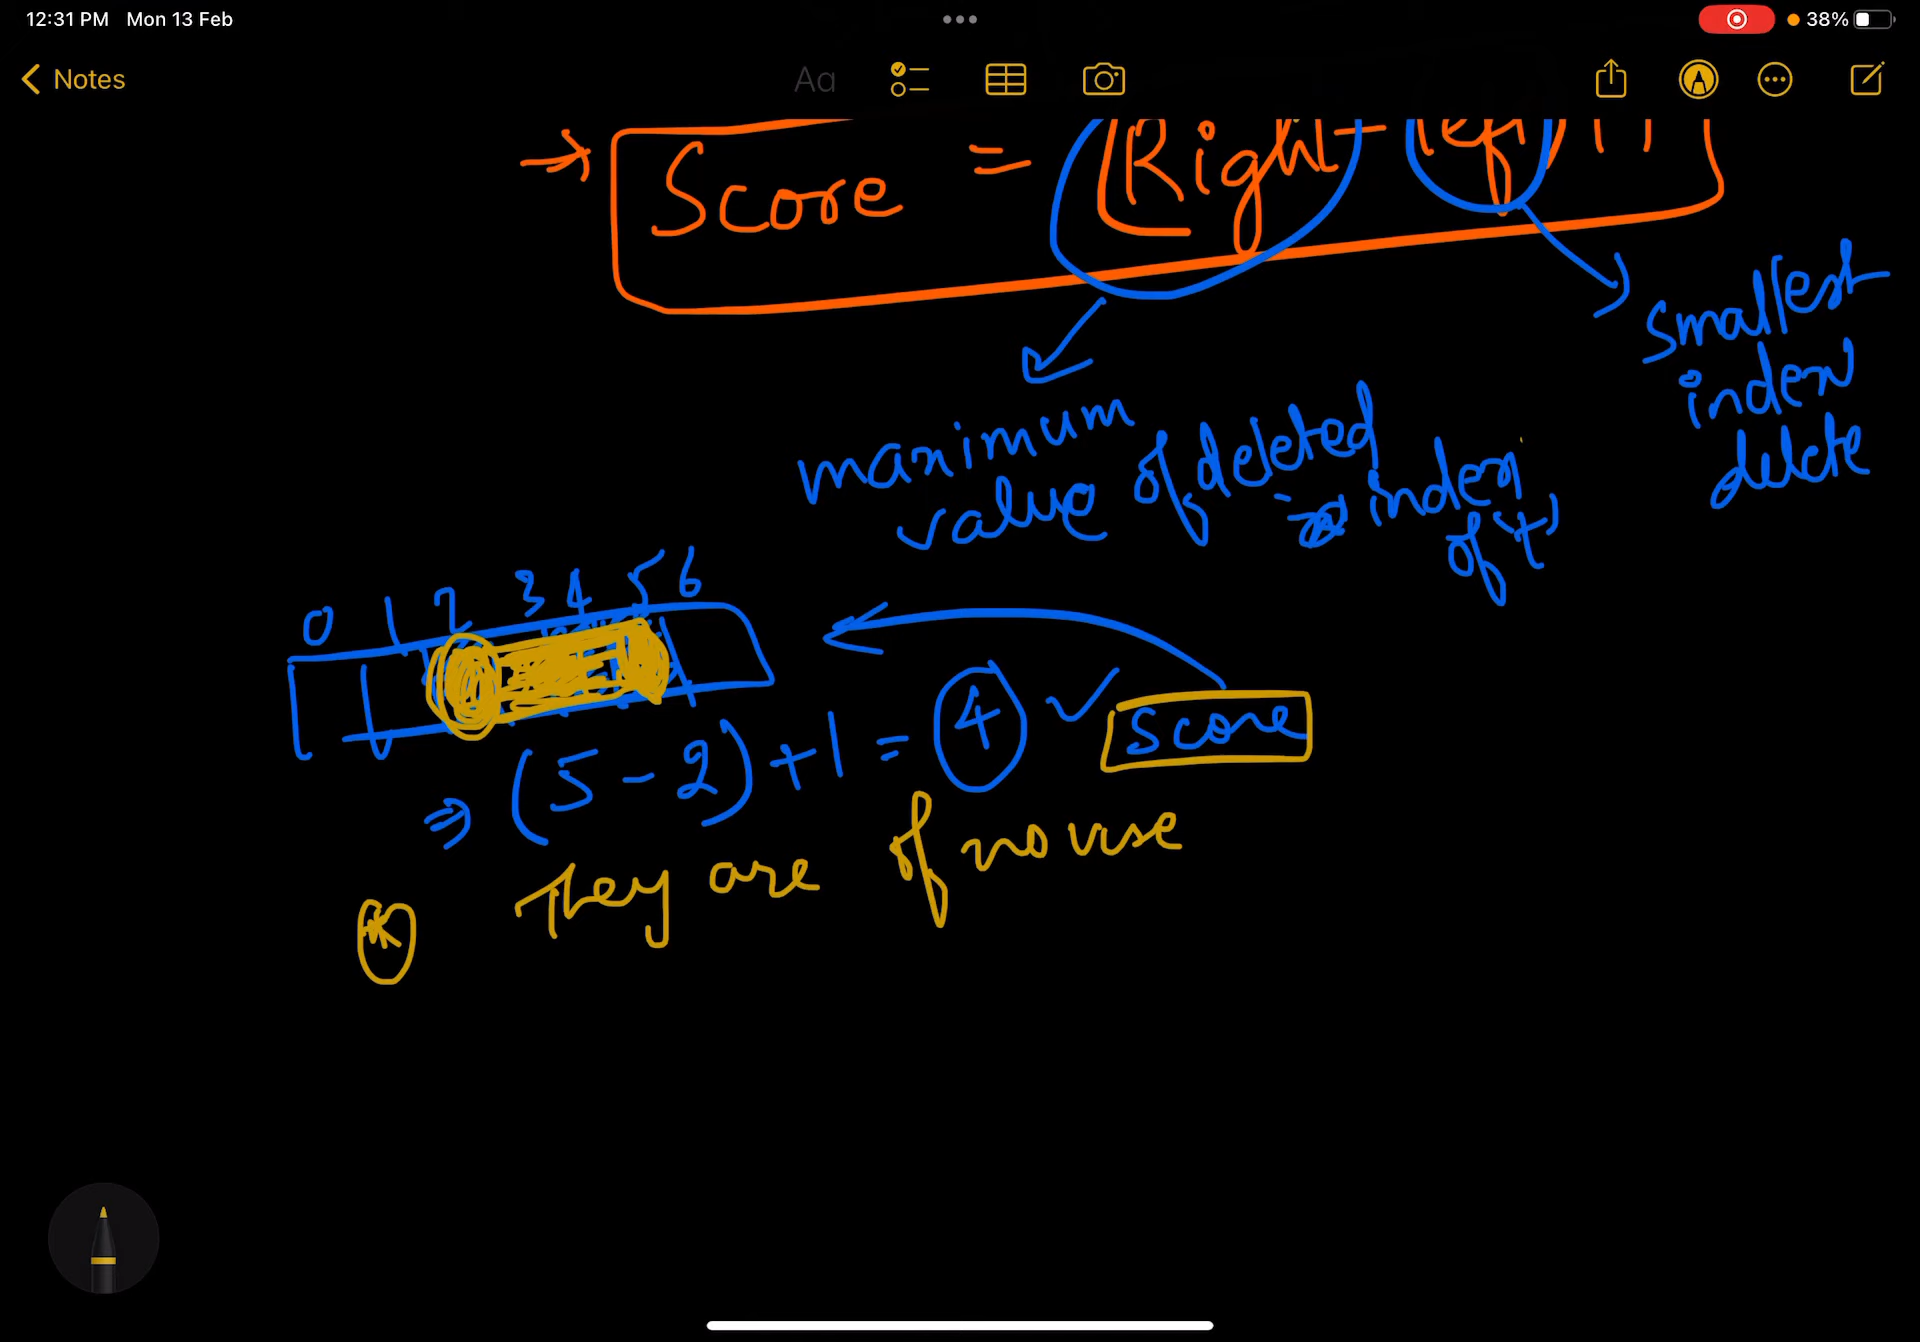 12:31 PM Mon 13 Feb
38%
Notes
Aa
→ Score = (Right - left) + 1
smallest
index
delete
maximum
value of deleted
index
of 't'
0 1 2 3 4 5 6
⇒ (5-2)+1 = 4 ✓ Score
* They are of no use